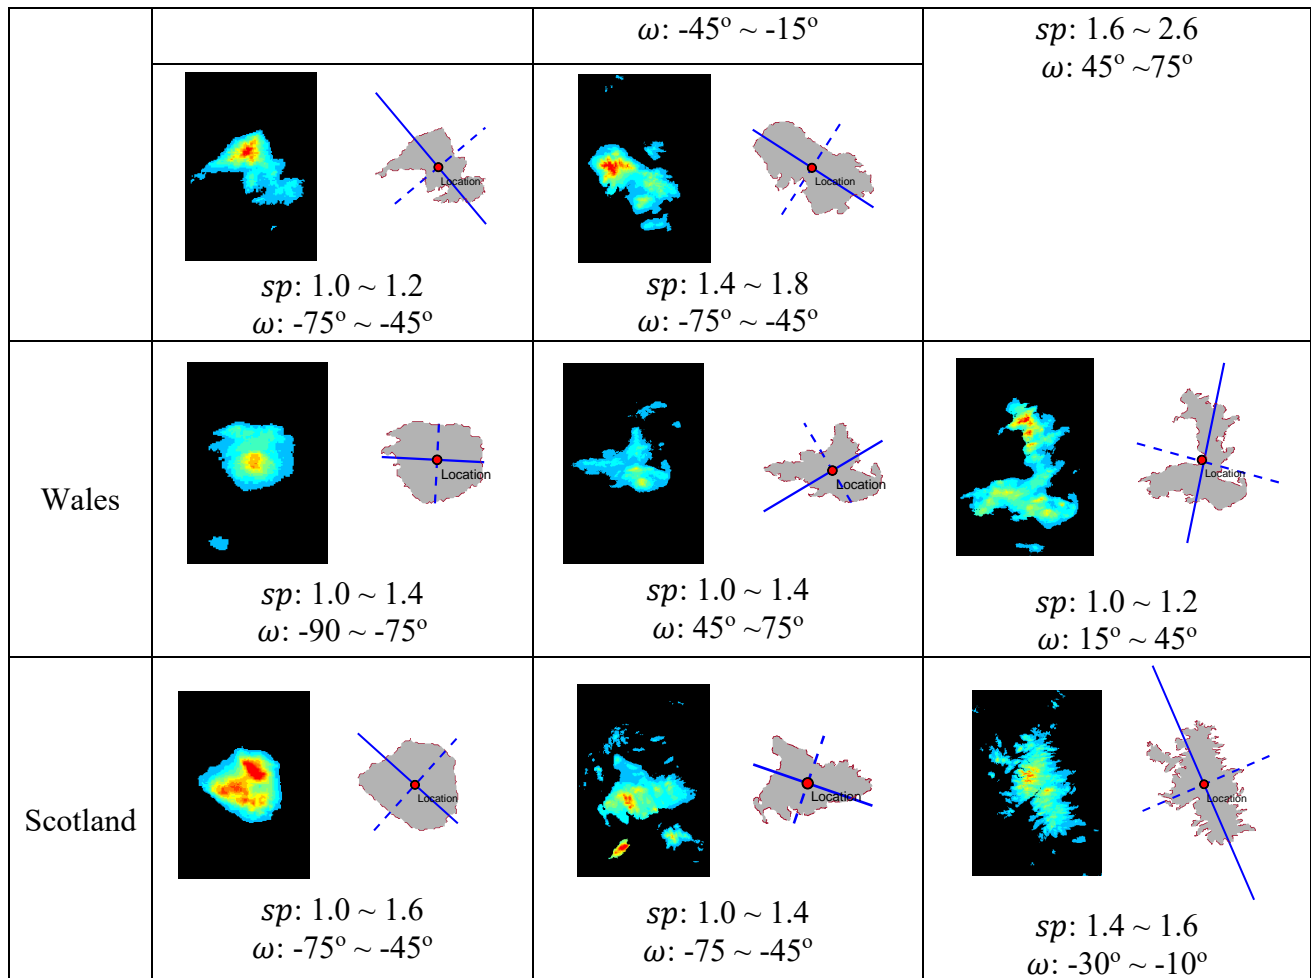 ω: -45º ~ -15º
sp: 1.6 ~ 2.6
ω: 45º ~75º
Location
sp: 1.0 ~ 1.2
ω: -75º ~ -45º
Location
sp: 1.4 ~ 1.8
ω: -75º ~ -45º
Wales
Location
sp: 1.0 ~ 1.4
ω: -90 ~ -75º
Location
sp: 1.0 ~ 1.4
ω: 45º ~75º
Location
sp: 1.0 ~ 1.2
ω: 15º ~ 45º
Scotland
Location
sp: 1.0 ~ 1.6
ω: -75º ~ -45º
Location
sp: 1.0 ~ 1.4
ω: -75 ~ -45º
Location
sp: 1.4 ~ 1.6
ω: -30º ~ -10º